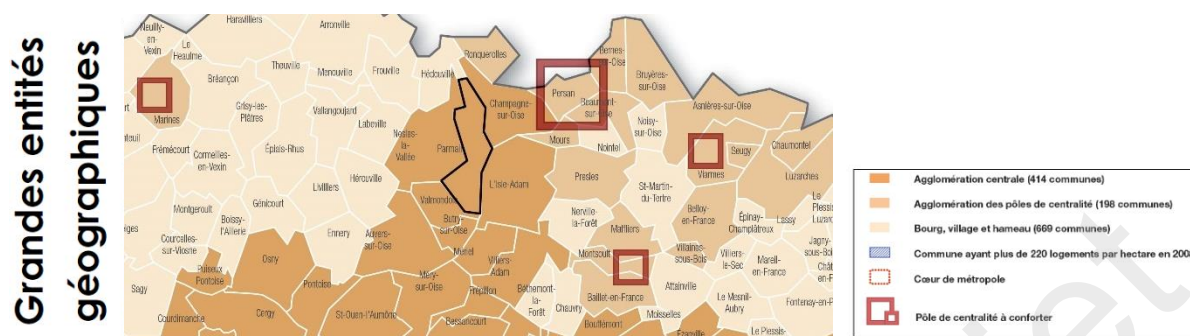 Grandes entités
géographiques
Neuilly-
en-
Vexin
Le
Heaulme
Haravilliers
Arronville
Ronquerolles
Bernes-
sur-Oise
Bruyères-
sur-Oise
Bréançon
Theuville
Menouville
Frouville
Hédouville
Champagne-
sur-Oise
Persan
Beaumont-
sur-Oise
Asnières-sur-Oise
Marines
Grisy-les-
Plâtres
Vallangoujard
Labeville
Noisy-
sur-Oise
Frémécourt
Cormeilles-
en-Vexin
Épiais-Rhus
Nesles-
la-
Vallée
Parmain
Mours
Nointel
Viarmes
Seugy
Chaumontel
Luzarches
Hérouville
Livilliers
L'Isle-Adam
Presles
St-Martin-
du-Tertre
Valmondois
Montgeroult
Boissy-
l'Aillerie
Génicourt
Butry-
sur-Oise
Nerville-
la-Forêt
Maffliers
Belloy-
en-France
Épinay-
Champlâtreux
Lassy
Le
Plessis-
Luzarc
Courcelles-
sur-Viosne
Ennery
Auvers-
sur-Oise
Mériel
Villiers-
Adam
Montsoult
Villaines-
sous-Bois
Villiers-
le-Sec
Mareil-
en-France
Jagny-
sous-Bois
Sagy
Puiseux-
Pontoise
Osny
Pontoise
Méry-
sur-Oise
Frépillon
Béthemont-
la-
Forêt
Chauvry
Baillet-en-France
Attainville
Le Mesnil-
Aubry
Fontenay-en-P
Courdimanche
Cergy
St-Ouen-l'Aumône
Bessancourt
Bouffémont
Moisselles
Ézanville
Le Plessis-
Agglomération centrale (414 communes)
Agglomération des pôles de centralité (198 communes)
Bourg, village et hameau (669 communes)
Commune ayant plus de 220 logements par hectare en 2008
Cœur de métropole
Pôle de centralité à conforter